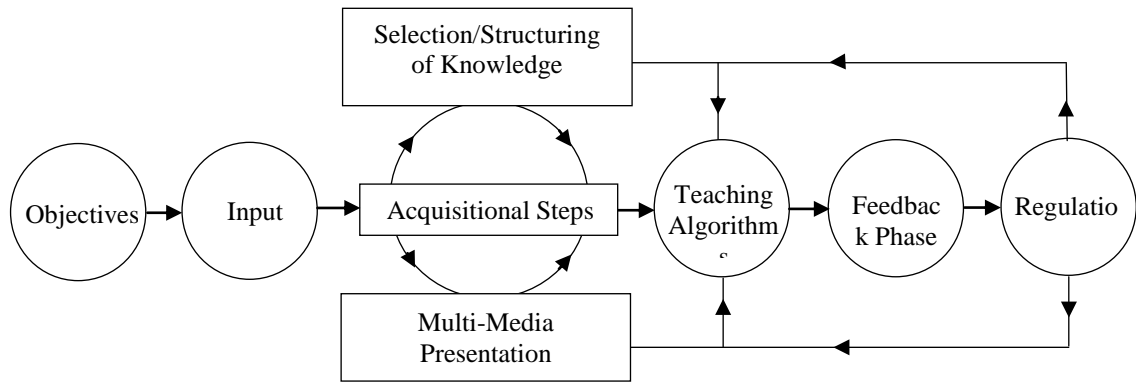 Selection/Structuring
of Knowledge
Objectives
Input
Acquisitional Steps
Teaching
Algorithm
s
Feedbac
k Phase
Regulatio
Multi-Media
Presentation